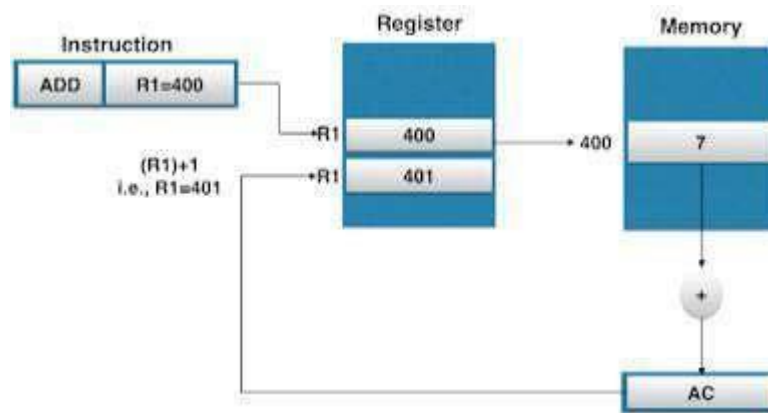 Instruction
Register
Memory
ADD
R1=400
R1
400
400
7
(R1)+1
i.e., R1=401
R1
401
+
AC